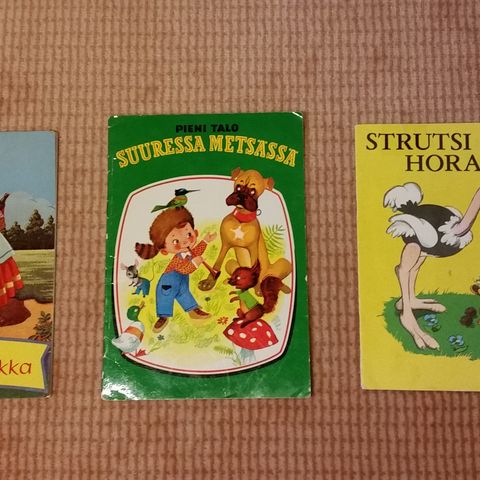 kka
PIENI TALO
SUURESSA METSÄSSÄ
STRUTSI
HORA